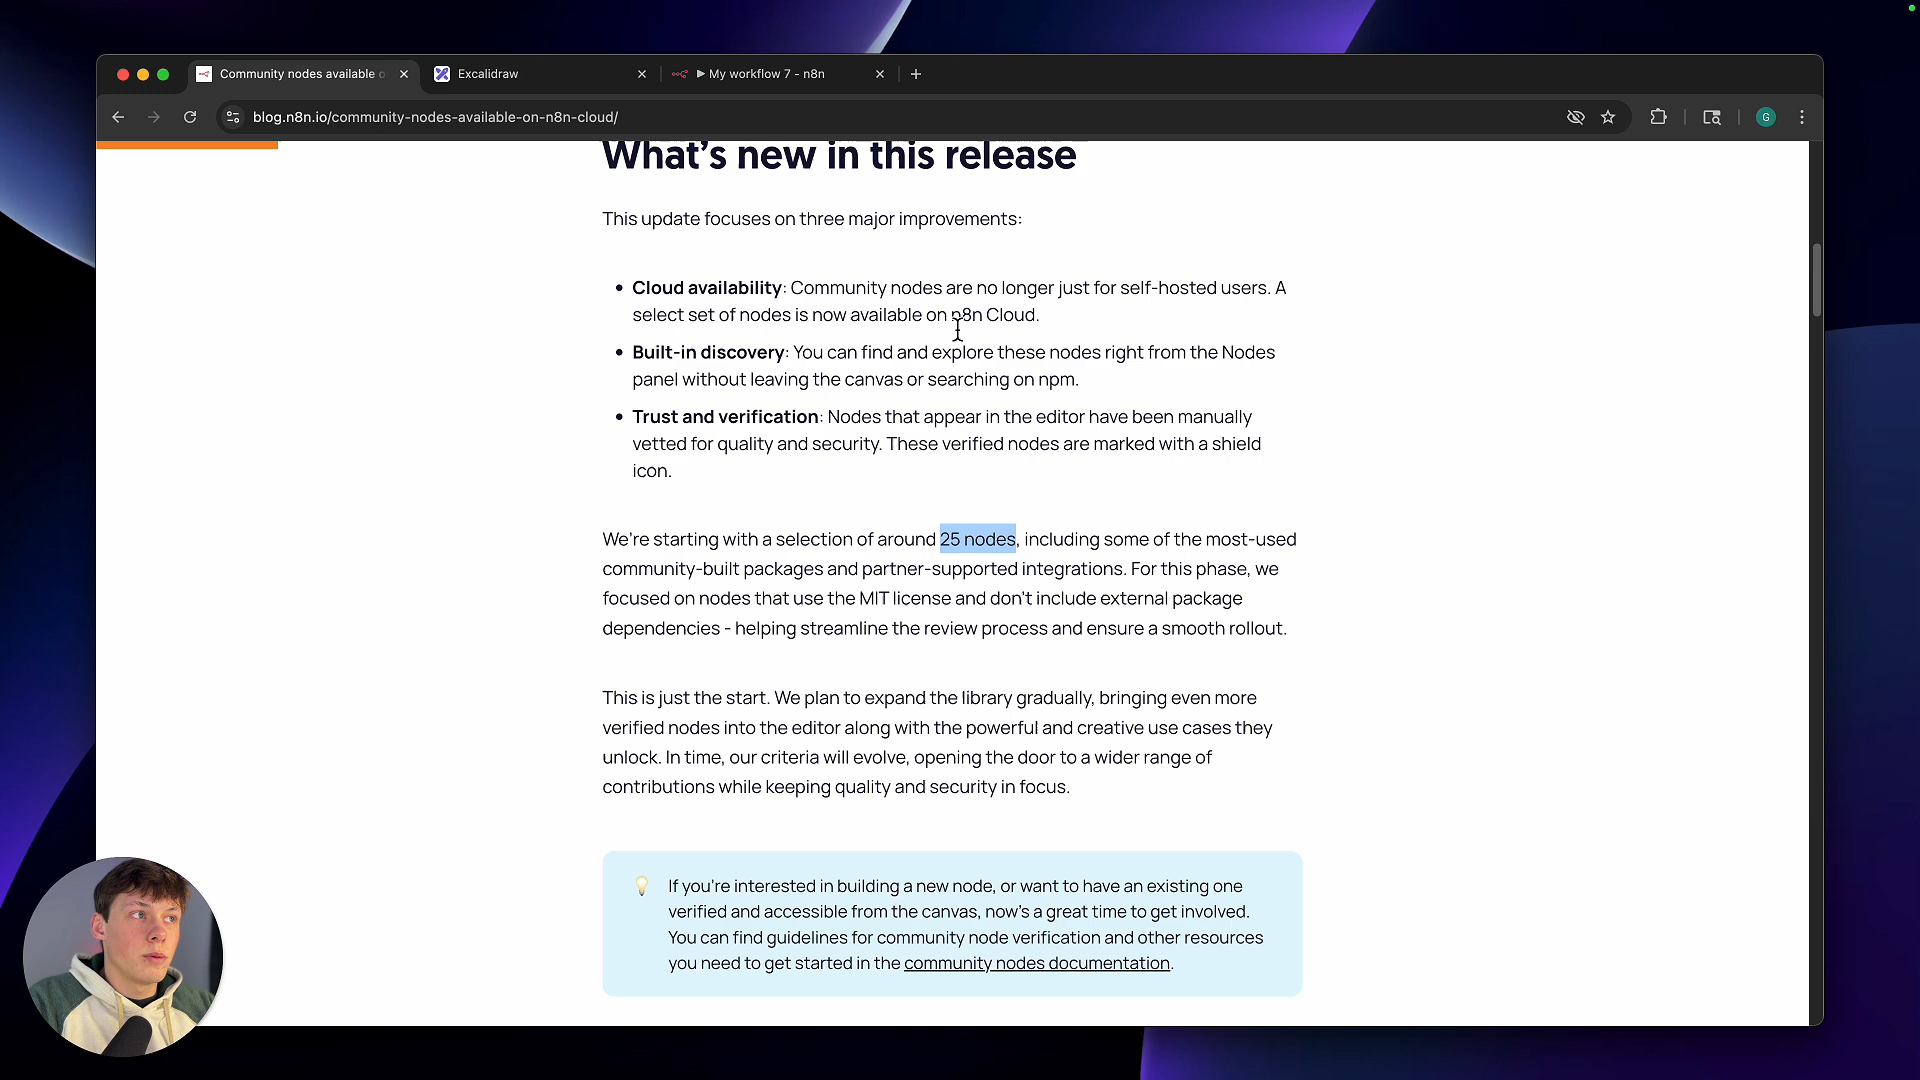 Community nodes available o
Excalidraw
My workflow 7 - n8n
blog.n8n.io/community-nodes-available-on-n8n-cloud/
G
What's new in this release
This update focuses on three major improvements:
• Cloud availability: Community nodes are no longer just for self-hosted users. A
select set of nodes is now available on n8n Cloud.
• Built-in discovery: You can find and explore these nodes right from the Nodes
panel without leaving the canvas or searching on npm.
• Trust and verification: Nodes that appear in the editor have been manually
vetted for quality and security. These verified nodes are marked with a shield
icon.
We're starting with a selection of around 25 nodes, including some of the most-used
community-built packages and partner-supported integrations. For this phase, we
focused on nodes that use the MIT license and don't include external package
dependencies - helping streamline the review process and ensure a smooth rollout.
This is just the start. We plan to expand the library gradually, bringing even more
verified nodes into the editor along with the powerful and creative use cases they
unlock. In time, our criteria will evolve, opening the door to a wider range of
contributions while keeping quality and security in focus.
If you're interested in building a new node, or want to have an existing one
verified and accessible from the canvas, now's a great time to get involved.
You can find guidelines for community node verification and other resources
you need to get started in the community nodes documentation.